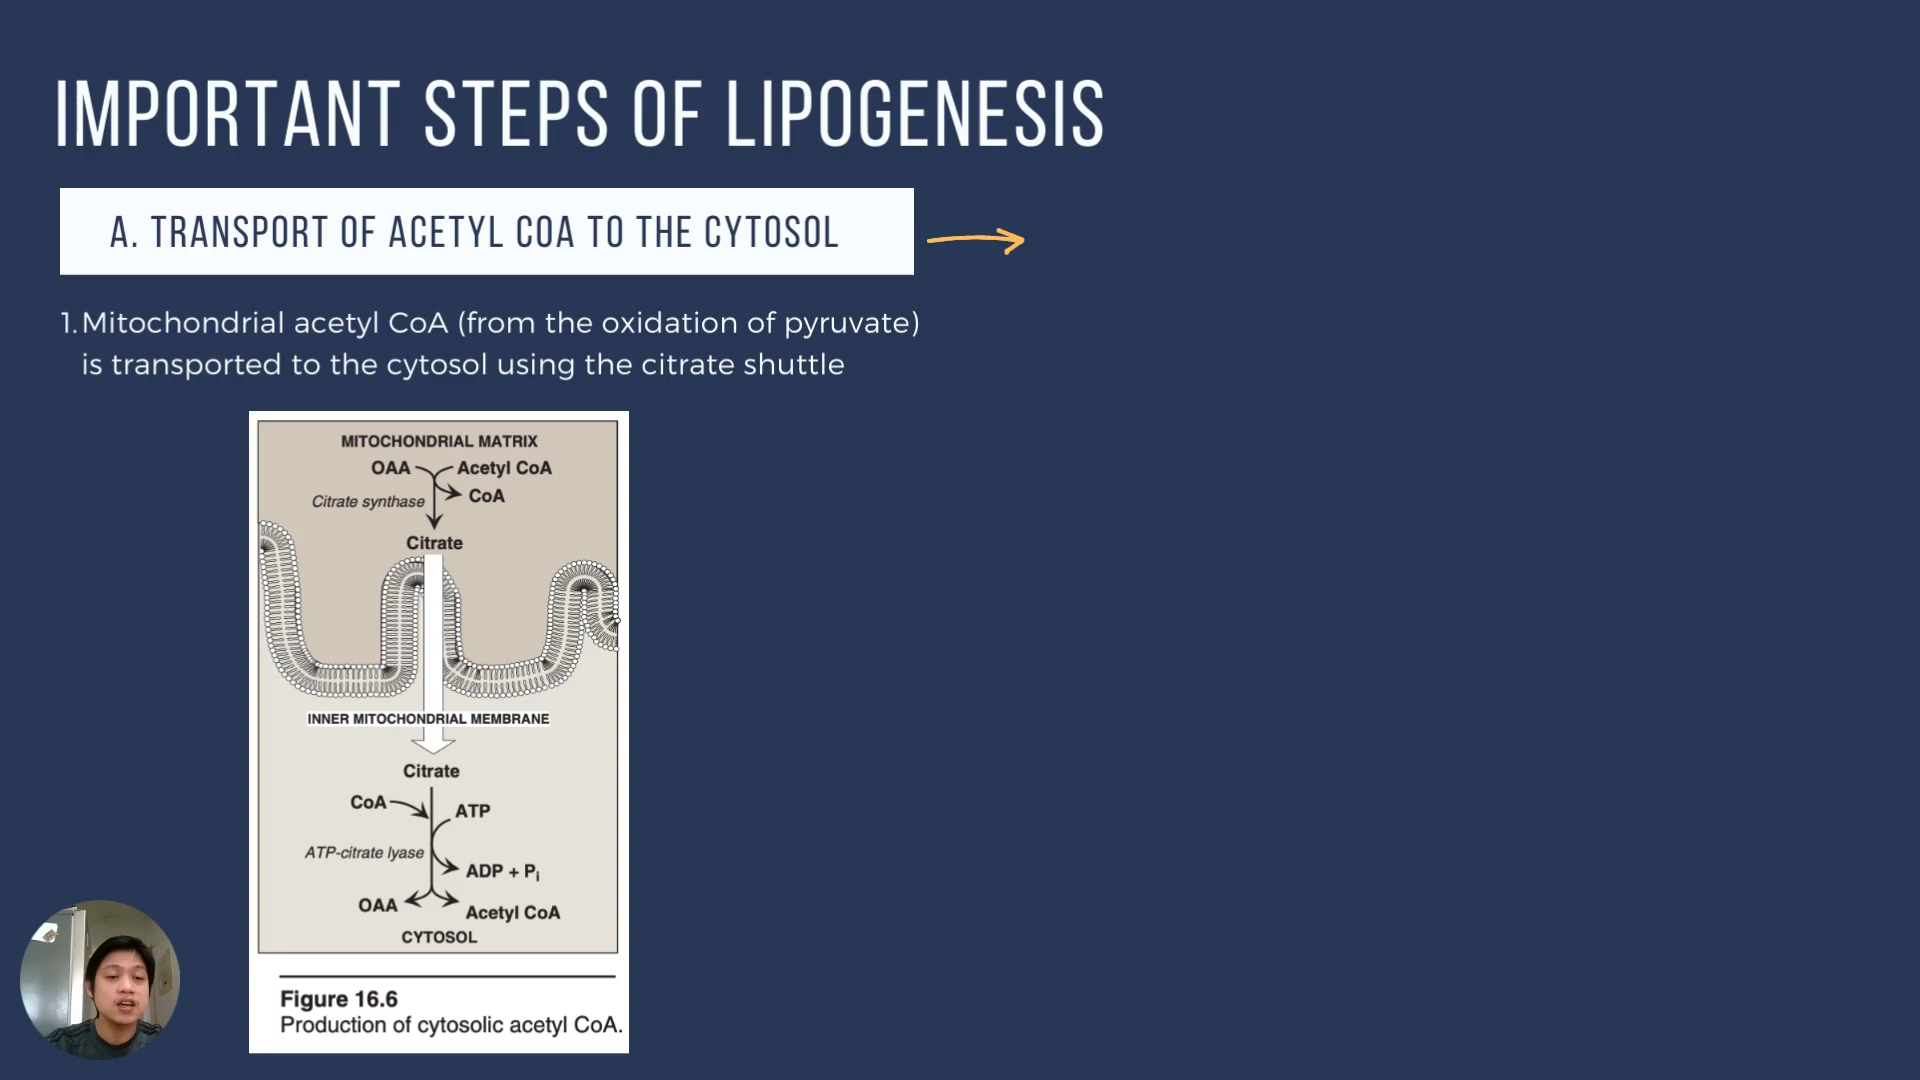 IMPORTANT STEPS OF LIPOGENESIS
A. TRANSPORT OF ACETYL COA TO THE CYTOSOL
1. Mitochondrial acetyl CoA (from the oxidation of pyruvate)
is transported to the cytosol using the citrate shuttle
MITOCHONDRIAL MATRIX
OAA Acetyl CoA
Citrate synthase CoA
Citrate
INNER MITOCHONDRIAL MEMBRANE
Citrate
CoA ATP
ATP-citrate lyase
ADP + Pi
OAA Acetyl CoA
CYTOSOL
Figure 16.6
Production of cytosolic acetyl CoA.